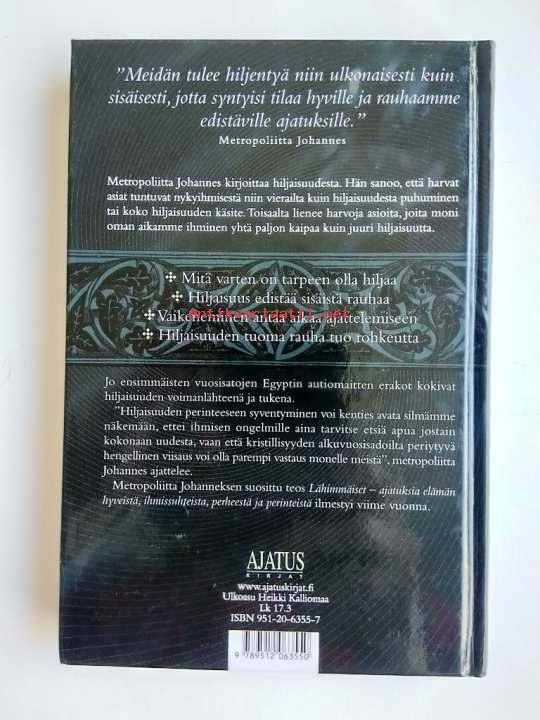 ”Meidän tulee hiljentyä niin ulkonaisesti kuin
sisäisesti, jotta syntyisi tilaa hyville ja rauhaamme
edistäville ajatuksille.”
Metropoliitta Johannes
Metropoliitta Johannes kirjoittaa hiljaisuudesta. Hän sanoo, että harvat
asiat tuntuvat nykyihmisestä niin vierailta kuin hiljaisuudesta puhuminen
tai koko hiljaisuuden käsite. Toisaalta lienee harvoja asioita, joita moni
oman aikamme ihminen yhtä paljon kaipaa kuin juuri hiljaisuutta.
Mitä varten on tarpeen olla hiljaa
Hiljaisuus edistää sisäistä rauhaa
Vaikeneminen antaa aikaa ajattelemiseen
Hiljaisuuden tuoma rauha tuo rohkeutta
Jo ensimmäisten vuosisatojen Egyptin autiomaitten erakot kokivat
hiljaisuuden voimanlähteenä ja tukena.
”Hiljaisuuden perinteeseen syventyminen voi kenties avata silmämme
näkemään, ettei ihmisen ongelmille aina tarvitse etsiä apua jostain
kokonaan uudesta, vaan että kristillisyyden alkuvuosisadoilta periytyvä
hengellinen viisaus voi olla parempi vastaus monelle meistä”, metropoliitta
Johannes ajattelee.
Metropoliitta Johanneksen suosittu teos Lähimmäiset – ajatuksia elämän
hyveistä, ihmissuhteista, perheestä ja perinteistä ilmestyi viime vuonna.
AJATUS
KIRJAT
www.ajatuskirjat.fi
Ulkoasu Heikki Kalliomaa
Lk 17.3
ISBN 951-20-6355-7
9 789512 063550